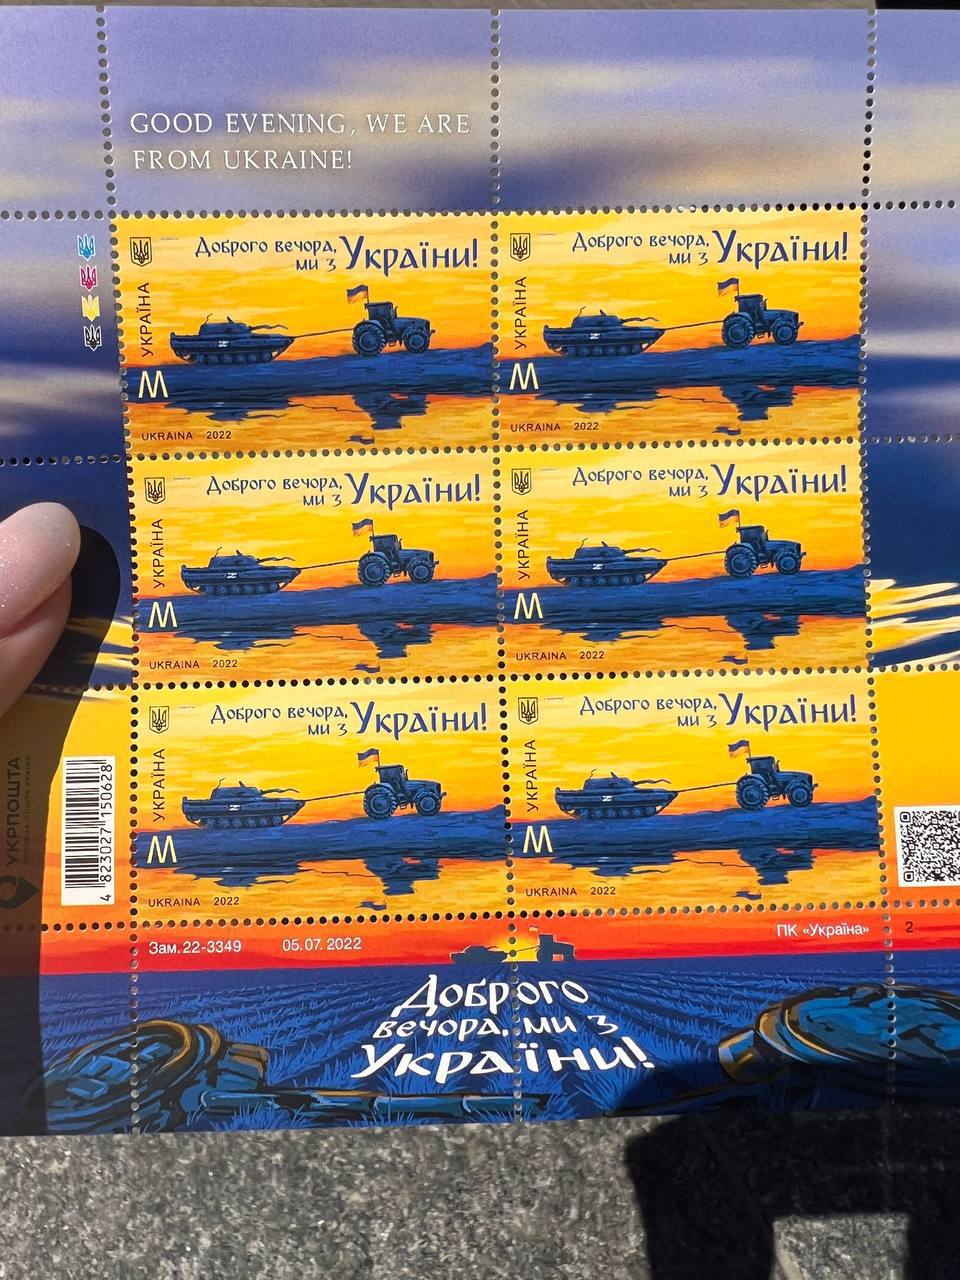 GOOD EVENING, WE ARE
FROM UKRAINE!
Доброго вечора,
ми з України!
УКРАЇНА
M
UKRAINA 2022
Доброго вечора,
ми з України!
УКРАЇНА
M
UKRAINA 2022
Доброго вечора,
ми з України!
УКРАЇНА
M
UKRAINA 2022
Доброго вечора,
ми з України!
УКРАЇНА
M
UKRAINA 2022
Доброго вечора,
ми з України!
УКРАЇНА
M
UKRAINA 2022
Доброго вечора,
ми з України!
УКРАЇНА
M
UKRAINA 2022
УКРПОШТА
4 823027 150628
Зам. 22-3349 05.07.2022
ПК «Україна» 2
Доброго
вечора, ми з
України!